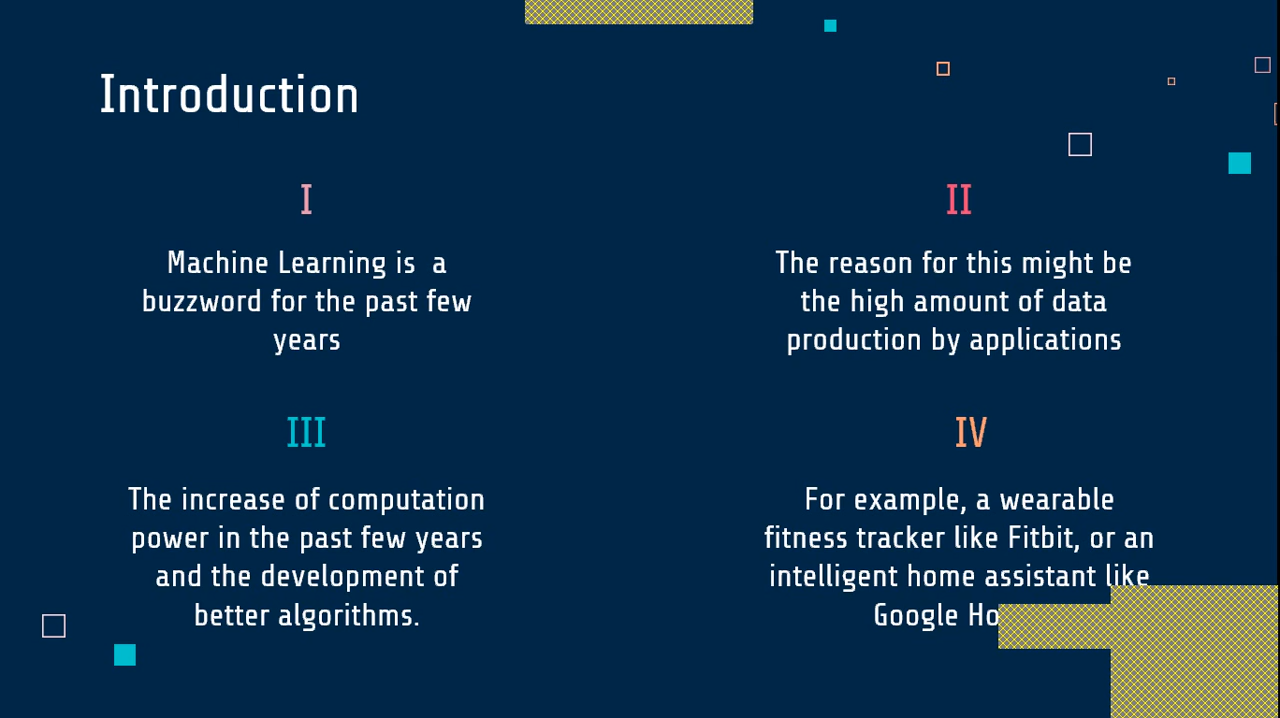 Introduction
I
Machine Learning is  a
buzzword for the past few
years
II
The reason for this might be
the high amount of data
production by applications
III
The increase of computation
power in the past few years
and the development of
better algorithms.
IV
For example, a wearable
fitness tracker like Fitbit, or an
intelligent home assistant like
Google